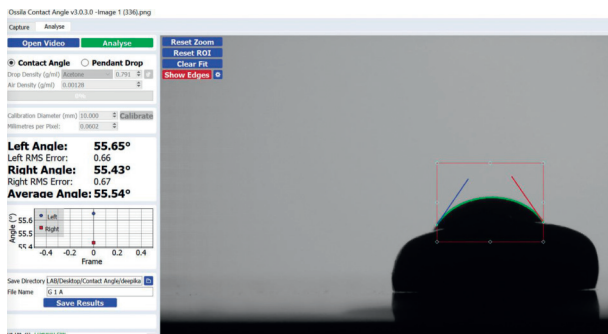 Ossila Contact Angle v3.0.3.0 -Image 1 (336).png
Capture Analyse
Open Video Analyse
Contact Angle Pendant Drop
Drop Density (g/ml) Acetone 0.791
Air Density (g/ml) 0.00128
0%
Calibration Diameter (mm) 10.000 Calibrate
Millimetres per Pixel: 0.0602
Left Angle: 55.65°
Left RMS Error: 0.66
Right Angle: 55.43°
Right RMS Error: 0.67
Average Angle: 55.54°
Angle (°)
55.6
55.5
55.4
Left
Right
-0.4 -0.2 0 0.2 0.4
Frame
Save Directory LAB/Desktop/Contact Angle/deepika
File Name G 1 A
Save Results
Reset Zoom
Reset ROI
Clear Fit
Show Edges